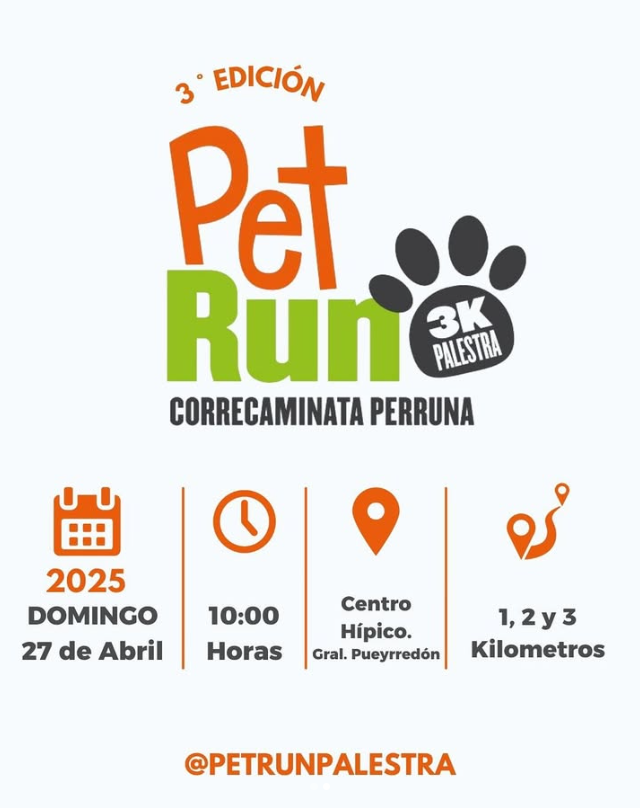 3° EDICIÓN
Pet
Run
3K
PALESTRA
CORRECAMINATA PERRUNA
2025
DOMINGO
27 de Abril
10:00
Horas
Centro
Hípico.
Gral. Pueyrredón
1, 2 y 3
Kilometros
@PETRUNPALESTRA